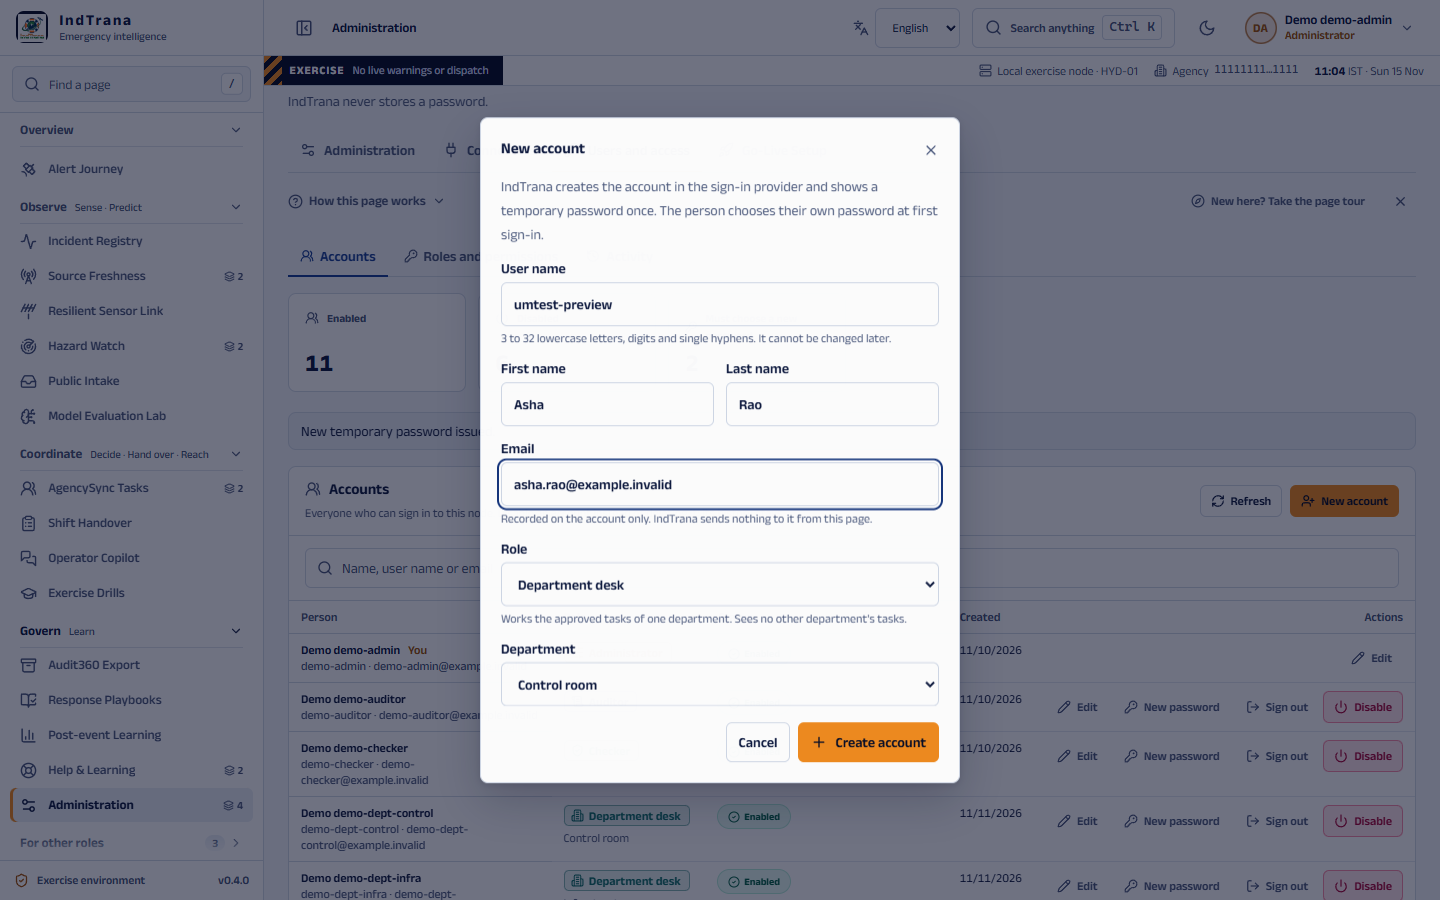 IndTrana
Emergency intelligence
Administration
English
Search anything
Ctrl K
DA
Demo demo-admin
Administrator
EXERCISE No live warnings or dispatch
Local exercise node · HYD-01
Agency 11111111…1111
11:04 IST · Sun 15 Nov
Find a page
/
Overview
Alert Journey
Observe Sense · Predict
Incident Registry
Source Freshness 2
Resilient Sensor Link
Hazard Watch 2
Public Intake
Model Evaluation Lab
Coordinate Decide · Hand over · Reach
AgencySync Tasks 2
Shift Handover
Operator Copilot
Exercise Drills
Govern Learn
Audit360 Export
Response Playbooks
Post-event Learning
Help & Learning 2
Administration 4
For other roles 3
Exercise environment v0.4.0
IndTrana never stores a password.
Administration
How this page works
New here? Take the page tour
Accounts
Roles and
Enabled
11
New temporary password
Accounts
Everyone who can sign in to this
Refresh
New account
Name, user name or
Person
Created
Actions
Demo demo-admin You
demo-admin ·
11/10/2026
Edit
Demo demo-auditor
demo-auditor ·
11/10/2026
Edit
New password
Sign out
Disable
Demo demo-checker
demo-checker · demo-
checker@example.invalid
11/10/2026
Edit
New password
Sign out
Disable
Demo demo-dept-control
demo-dept-control · demo-dept-
control@example.invalid
Department desk
Control room
Enabled
11/11/2026
Edit
New password
Sign out
Disable
Demo demo-dept-infra
demo-dept-infra · demo-dept-
Department desk
Enabled
11/11/2026
Edit
New password
Sign out
Disable
New account
IndTrana creates the account in the sign-in provider and shows a
temporary password once. The person chooses their own password at first
sign-in.
User name
umtest-preview
3 to 32 lowercase letters, digits and single hyphens. It cannot be changed later.
First name
Last name
Asha
Rao
Email
asha.rao@example.invalid
Recorded on the account only. IndTrana sends nothing to it from this page.
Role
Department desk
Works the approved tasks of one department. Sees no other department's tasks.
Department
Control room
Cancel
Create account